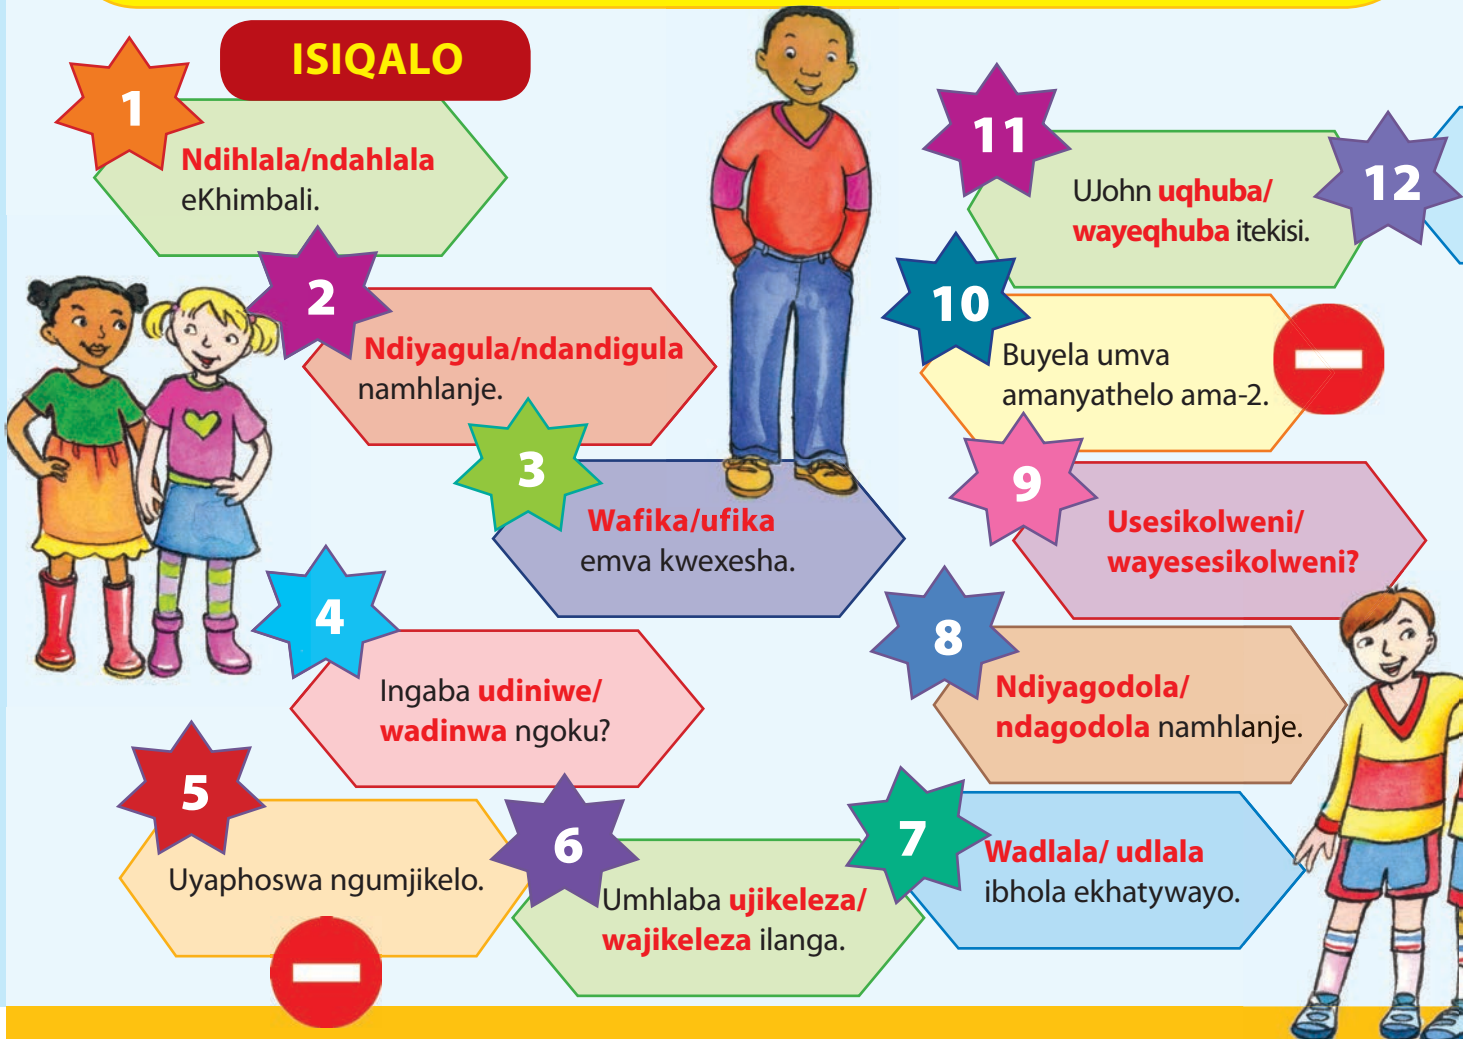 ISIQALO
1
Ndihlala/ndahlala
eKhimbali.
2
Ndiyagula/ndandigula
namhlanje.
3
Wafika/ufika
emva kwexesha.
4
Ingaba udiniwe/
wadinwa ngoku?
5
Uyaphoswa ngumjikelo.
6
Umhlaba ujikeleza/
wajikeleza ilanga.
7
Wadlala/ udlala
ibhola ekhatywayo.
8
Ndiyagodola/
ndagodola namhlanje.
9
Usesikolweni/
wayesesikolweni?
10
Buyela umva
amanyathelo ama-2.
11
UJohn uqhuba/
wayeqhuba itekisi.
12